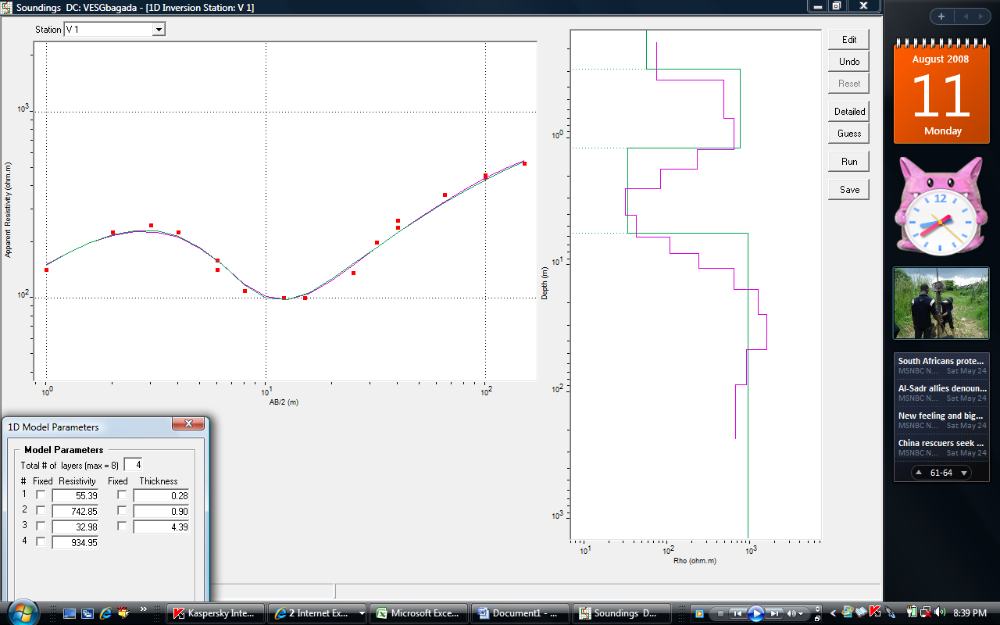 Soundings DC: VESGbagada - [1D Inversion Station: V 1]
Station V 1
Edit
Undo
Reset
Detailed
Guess
Run
Save
10^3
10^2
Apparent Resistivity (ohm.m)
10^0 10^1 10^2
AB/2 (m)
10^0
10^1
10^2
10^3
Depth (m)
10^1 10^2 10^3
Rho (ohm.m)
1D Model Parameters
Model Parameters
Total # of layers (max = 8) 4
# Fixed Resistivity Fixed Thickness
1 55.39 0.28
2 742.85 0.90
3 32.98 4.39
4 934.95
August 2008
11
Monday
12
South Africans prote...
MSNBC N... Sat May 24
Al-Sadr allies denoun...
MSNBC N... Sat May 24
New feeling and big...
MSNBC N... Sat May 24
China rescuers seek ...
MSNBC N... Sat May 24
61-64
Kaspersky Inte... 2 Internet Ex... Microsoft Exce... Document1 - ... Soundings D... 8:39 PM